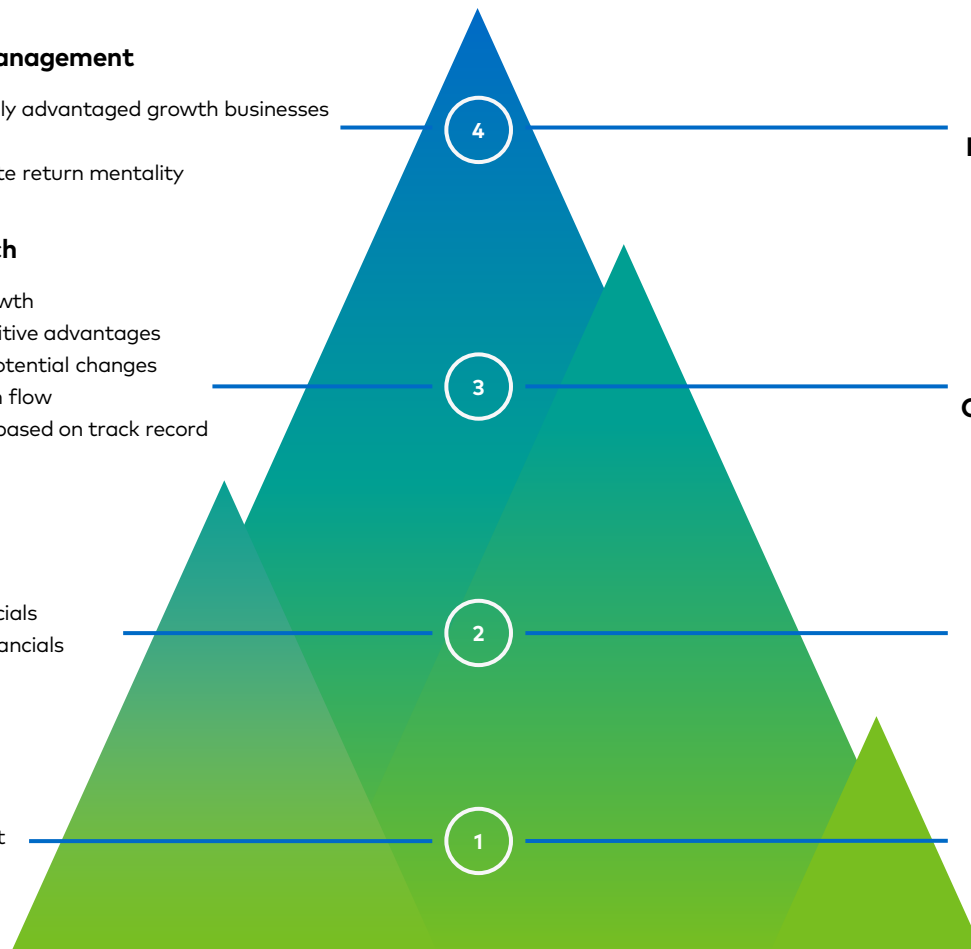 anagement
ly advantaged growth businesses
4
te return mentality
ch
wth
itive advantages
otential changes
3
n flow
based on track record
cials
2
ancials
1
t